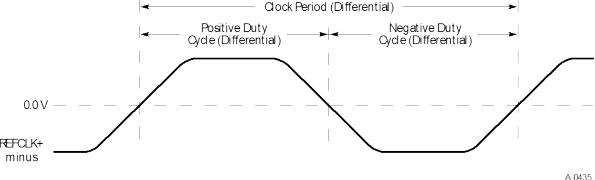 Clock Period (Differential)
Positive Duty
Cycle (Differential)
Negative Duty
Cycle (Differential)
0.0 V
REFCLK+
minus
A-0435